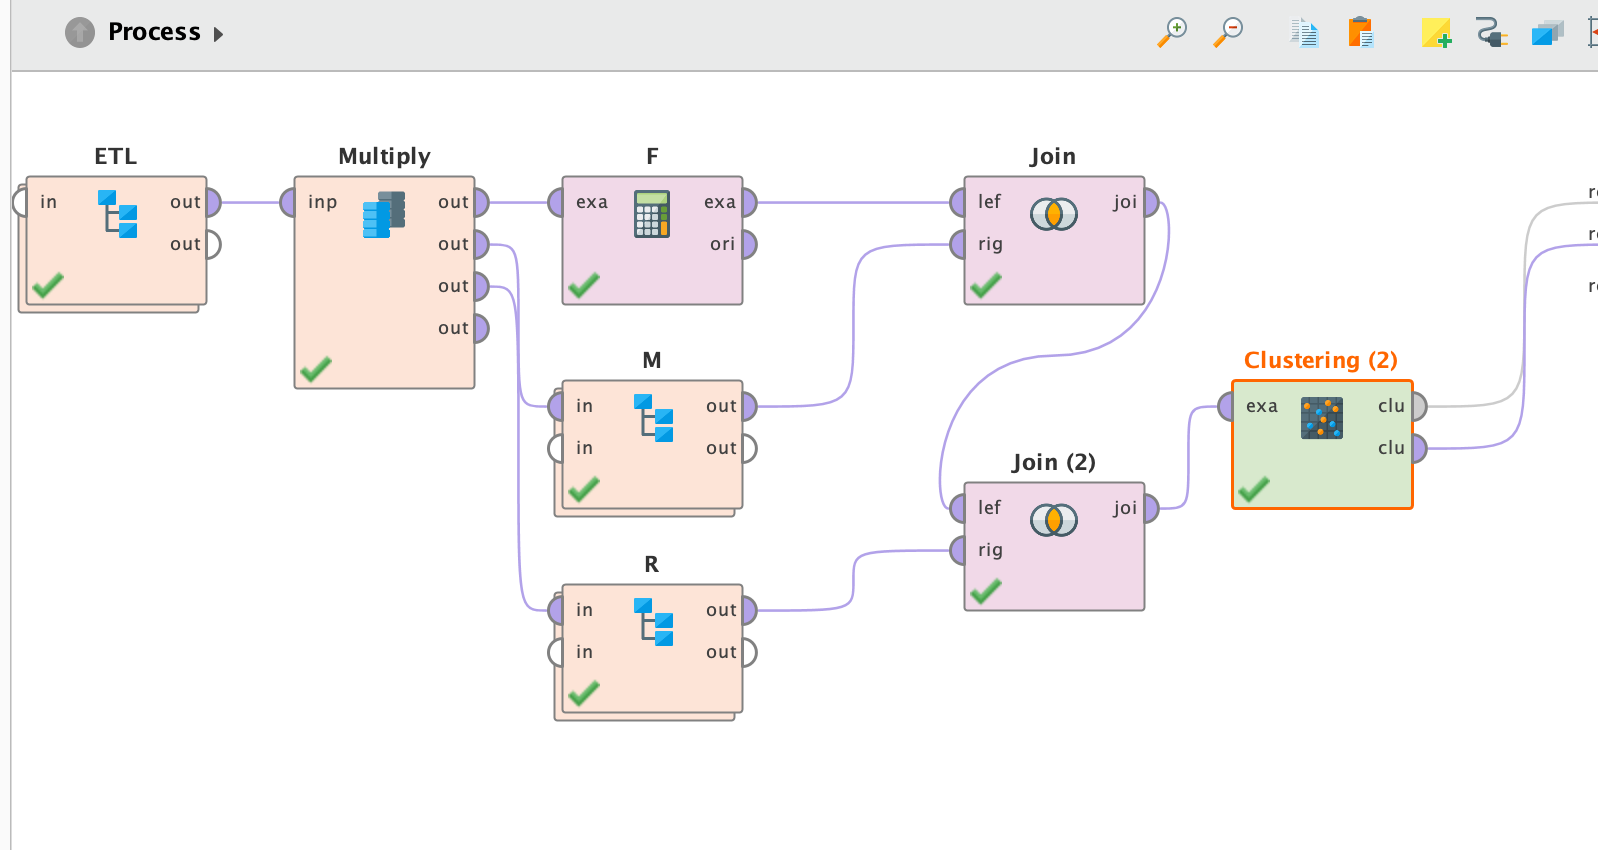 Process
ETL
in out
out
Multiply
inp out
out
out
out
F
exa exa
ori
M
in out
in out
R
in out
in out
Join
lef joi
rig
Join (2)
lef joi
rig
Clustering (2)
exa clu
clu